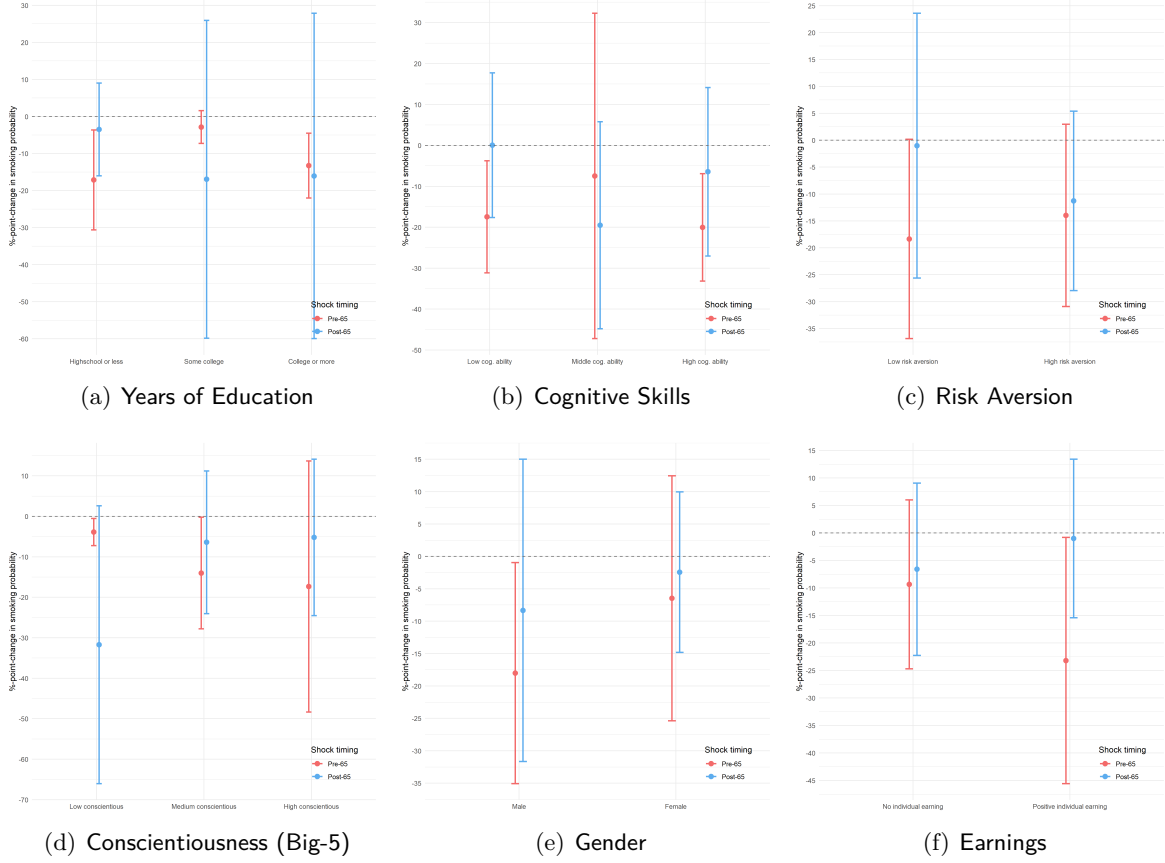 %-point-change in smoking probability
30
20
10
0
-10
-20
-30
-40
-50
-60
Shock timing
Pre-65
Post-65
Highschool or less
Some college
College or more
(a) Years of Education
%-point-change in smoking probability
30
20
10
0
-10
-20
-30
-40
-50
Shock timing
Pre-65
Post-65
Low cog. ability
Middle cog. ability
High cog. ability
(b) Cognitive Skills
%-point-change in smoking probability
25
20
15
10
5
0
-5
-10
-15
-20
-25
-30
-35
Shock timing
Pre-65
Post-65
Low risk aversion
High risk aversion
(c) Risk Aversion
%-point-change in smoking probability
10
0
-10
-20
-30
-40
-50
-60
-70
Shock timing
Pre-65
Post-65
Low conscientious
Medium conscientious
High conscientious
(d) Conscientiousness (Big-5)
%-point-change in smoking probability
15
10
5
0
-5
-10
-15
-20
-25
-30
-35
Shock timing
Pre-65
Post-65
Male
Female
(e) Gender
%-point-change in smoking probability
15
10
5
0
-5
-10
-15
-20
-25
-30
-35
-40
-45
Shock timing
Pre-65
Post-65
No individual earning
Positive individual earning
(f) Earnings